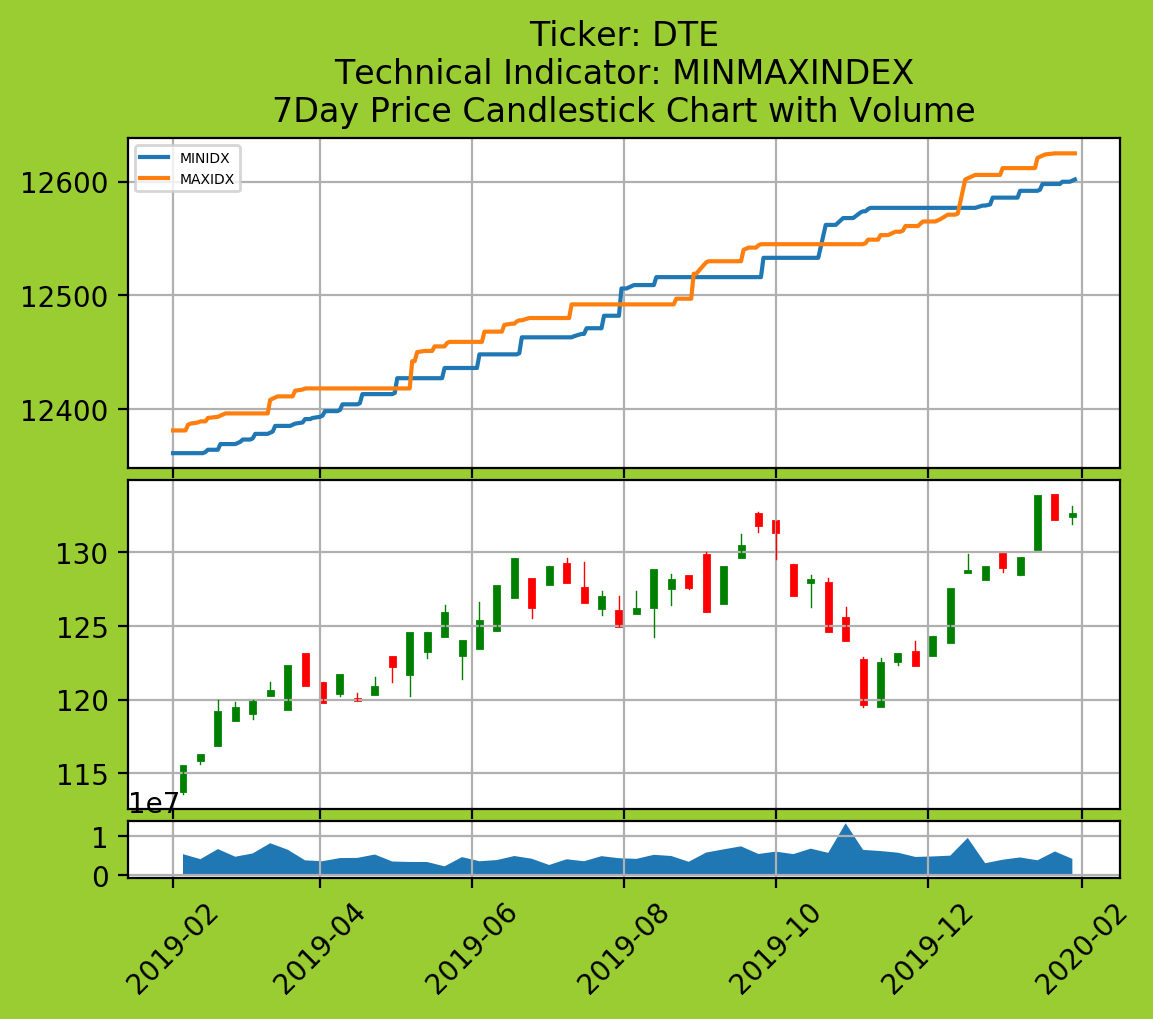 Ticker: DTE
Technical Indicator: MINMAXINDEX
7Day Price Candlestick Chart with Volume
MINIDX
MAXIDX
12600
12500
12400
130
125
120
115
1e7
1
0
2019-02
2019-04
2019-06
2019-08
2019-10
2019-12
2020-02